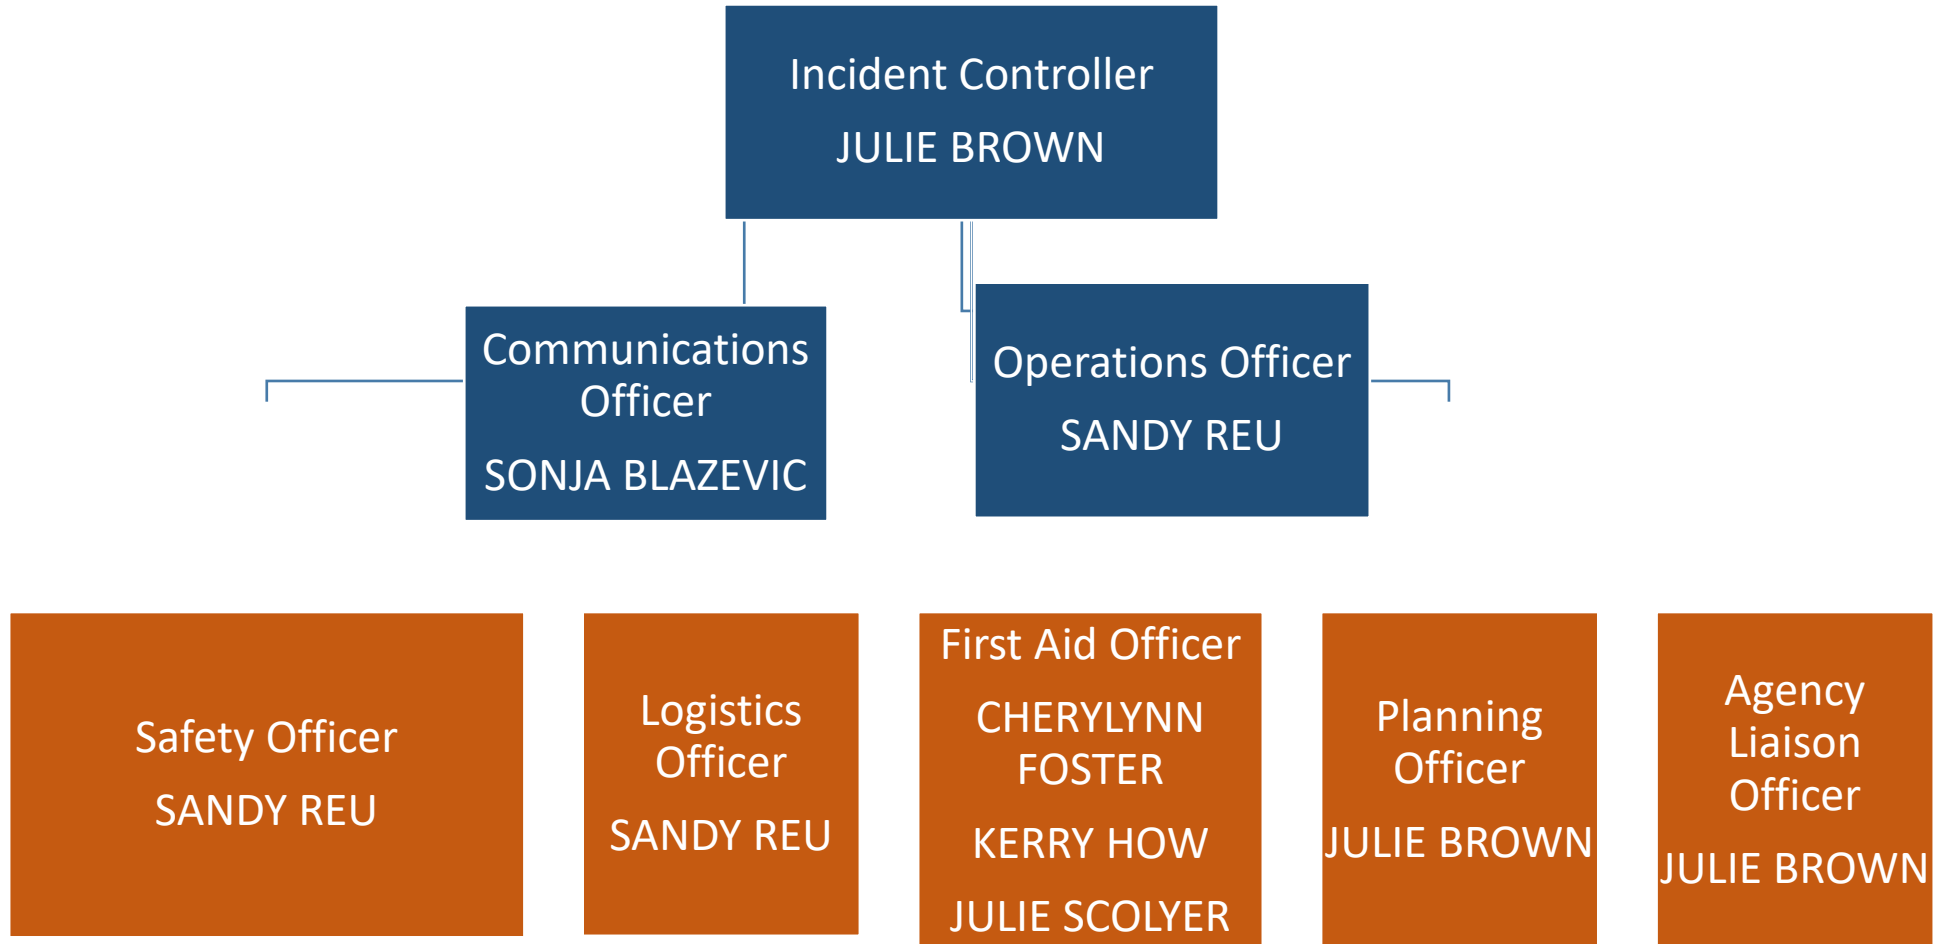 Incident Controller
JULIE BROWN
Communications
Officer
SONJA BLAZEVIC
Operations Officer
SANDY REU
Safety Officer
SANDY REU
Logistics
Officer
SANDY REU
First Aid Officer
CHERYLYNN
FOSTER
KERRY HOW
JULIE SCOLYER
Planning
Officer
JULIE BROWN
Agency
Liaison
Officer
JULIE BROWN